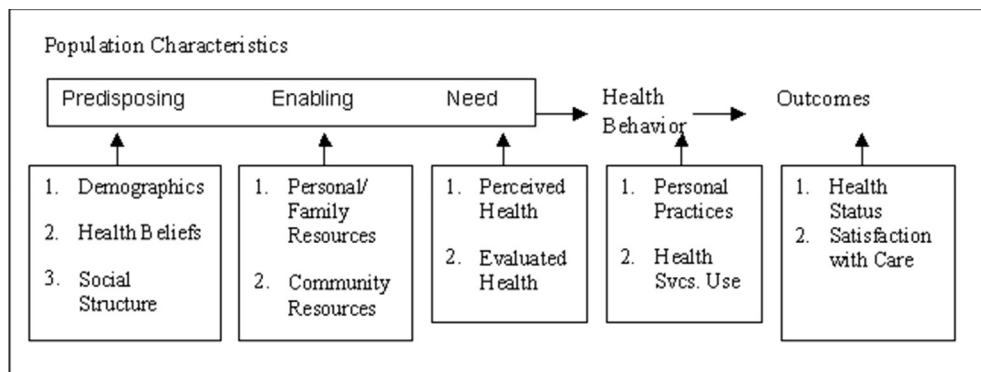 Population Characteristics
Predisposing Enabling Need
Health
Behavior
Outcomes
1. Demographics
2. Health Beliefs
3. Social
Structure
1. Personal/
Family
Resources
2. Community
Resources
1. Perceived
Health
2. Evaluated
Health
1. Personal
Practices
2. Health
Svcs. Use
1. Health
Status
2. Satisfaction
with Care